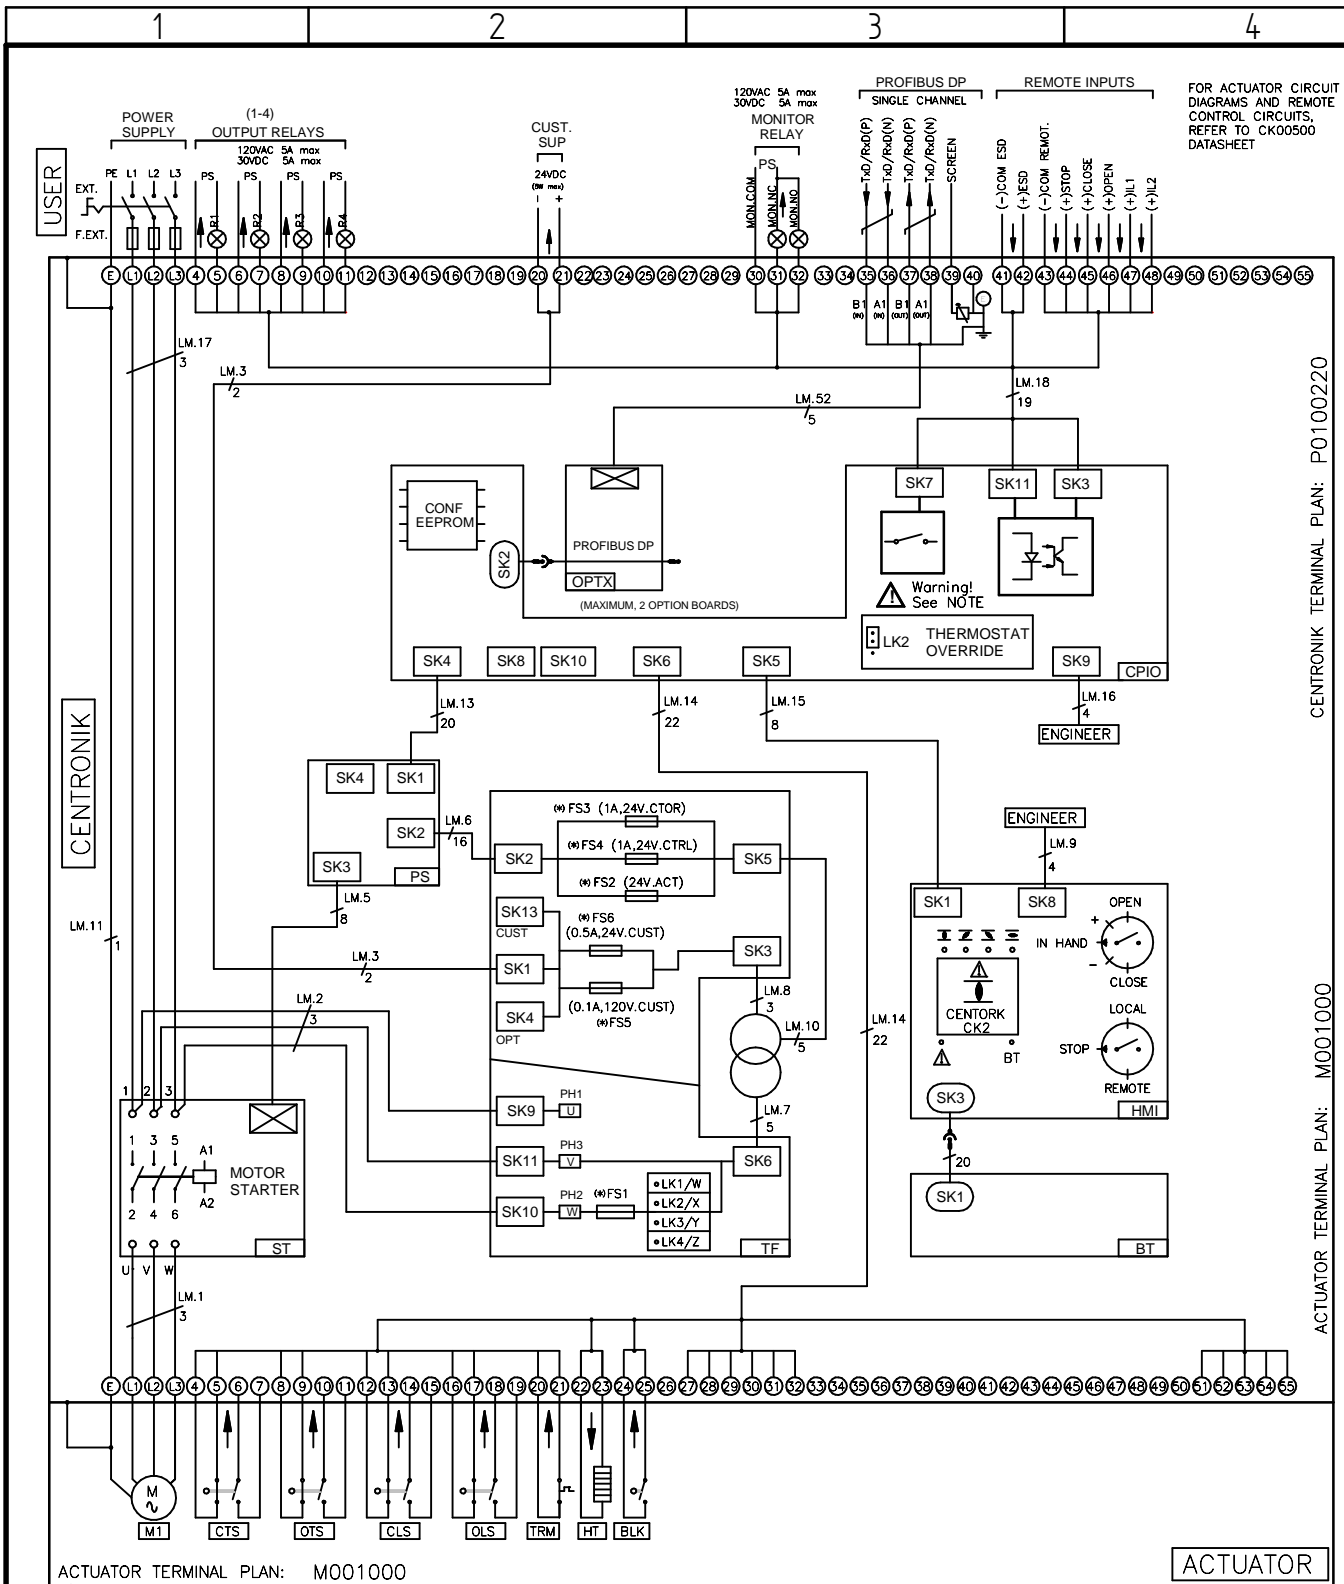 1 2 3 4
FOR ACTUATOR CIRCUIT
DIAGRAMS AND REMOTE
CONTROL CIRCUITS,
REFER TO CK00500
DATASHEET
USER
POWER
SUPPLY
PE L1 L2 L3
EXT.
F.EXT.
(1-4)
OUTPUT RELAYS
120VAC 5A max
30VDC 5A max
PS PS PS PS
R1 R2 R3 R4
CUST.
SUP
24VDC
(5W max)
- +
120VAC 5A max
30VDC 5A max
MONITOR
RELAY
PS
MON.COM
MON.NC
MON.NO
PROFIBUS DP
SINGLE CHANNEL
TxD/RxD(P)
TxD/RxD(N)
TxD/RxD(P)
TxD/RxD(N)
SCREEN
REMOTE INPUTS
(-)COM ESD
(+)ESD
(-)COM REMOT.
(+)STOP
(+)CLOSE
(+)OPEN
(+)IL1
(+)IL2
E L1 L2 L3 4 5 6 7 8 9 10 11 12 13 14 15 16 17 18 19 20 21 22 23 24 25 26 27 28 29 30 31 32 33 34 35 36 37 38 39 40 41 42 43 44 45 46 47 48 49 50 51 52 53 54 55
B1 A1 B1 A1
(IN) (IN) (OUT) (OUT)
LM.17
3
LM.3
2
LM.52
5
LM.18
19
CENTRONIK TERMINAL PLAN: P0100220
CONF
EEPROM
SK2
PROFIBUS DP
OPTX
(MAXIMUM, 2 OPTION BOARDS)
SK7 SK11 SK3
Warning!
See NOTE
LK2
THERMOSTAT
OVERRIDE
SK4 SK8 SK10 SK6 SK5 SK9
CPIO
LM.13
20
LM.14
22
LM.15
8
LM.16
4
ENGINEER
CENTRONIK
SK4 SK1
SK2
SK3
PS
LM.6
16
LM.5
8
LM.11
1
(*)FS3 (1A,24V.CTOR)
(*)FS4 (1A,24V.CTRL)
(*)FS2 (24V.ACT)
SK2 SK5
SK13
CUST
(*)FS6
(0.5A,24V.CUST)
SK1 SK3
LM.3
2
SK4
OPT
(0.1A,120V.CUST)
(*)FS5
LM.8
3
LM.10
5
LM.7
5
LM.2
3
SK9
PH1
U
SK11
PH3
V
SK6
SK10
PH2
W
(*)FS1
LK1/W
LK2/X
LK3/Y
LK4/Z
TF
LM.14
22
ENGINEER
LM.9
4
SK1 SK8
OPEN
+
IN HAND
-
CLOSE
CENTORK
CK2
BT
LOCAL
STOP
REMOTE
SK3
HMI
20
SK1
BT
ACTUATOR TERMINAL PLAN: M001000
1 2 3
1 3 5
A1
A2
2 4 6
MOTOR
STARTER
ST
U V W
LM.1
3
E L1 L2 L3 4 5 6 7 8 9 10 11 12 13 14 15 16 17 18 19 20 21 22 23 24 25 26 27 28 29 30 31 32 33 34 35 36 37 38 39 40 41 42 43 44 45 46 47 48 49 50 51 52 53 54 55
M
M1 CTS OTS CLS OLS TRM HT BLK
ACTUATOR TERMINAL PLAN: M001000
ACTUATOR